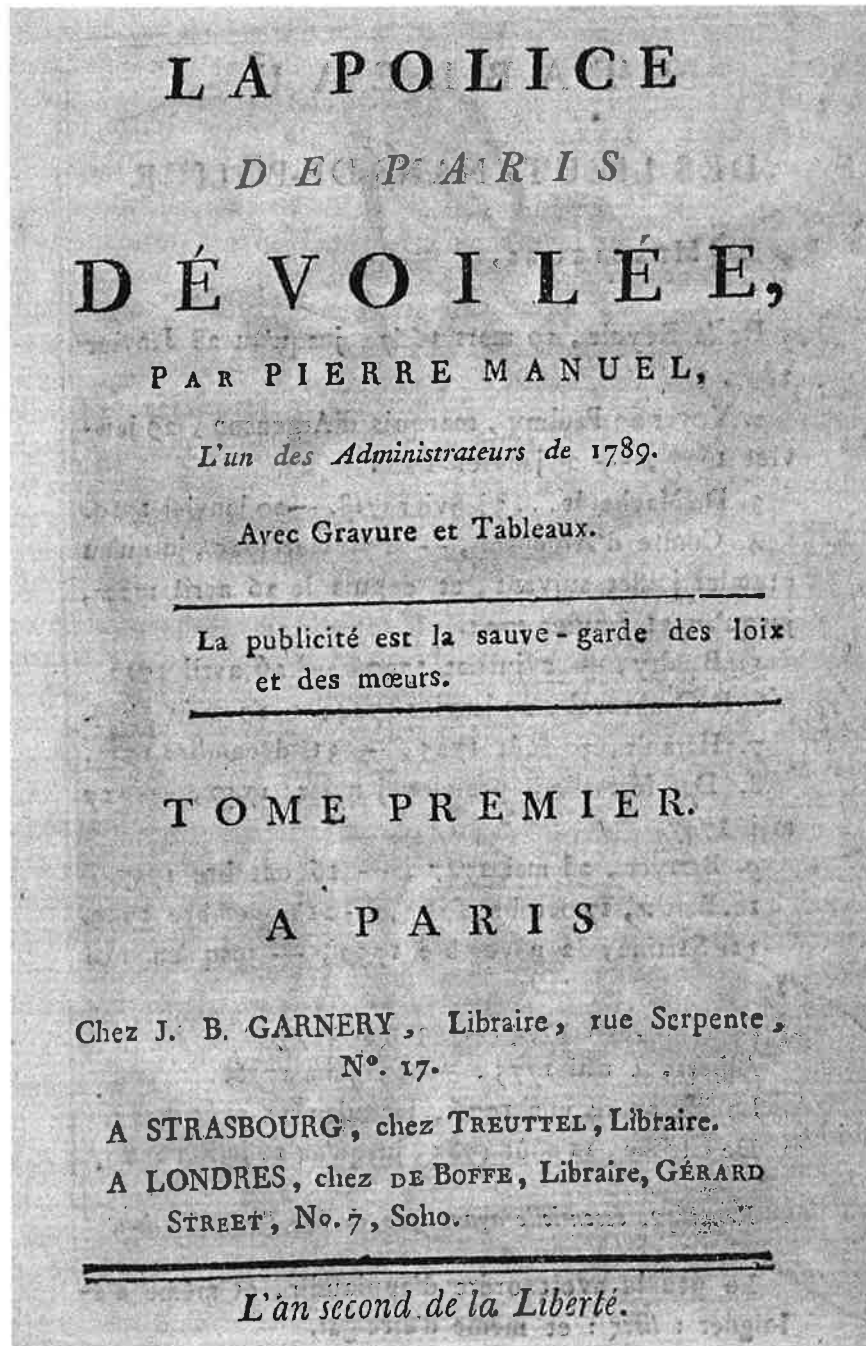 LA POLICE
DE PARIS
DÉVOILÉE,
PAR PIERRE MANUEL,
L'un des Administrateurs de 1789.
Avec Gravure et Tableaux.
La publicité est la sauve-garde des loix
et des mœurs.
TOME PREMIER.
A PARIS
Chez J. B. GARNERY, Libraire, rue Serpente,
N°. 17.
A STRASBOURG, chez TREUTTEL, Libraire.
A LONDRES, chez DE BOFFE, Libraire, GÉRARD
STREET, No. 7, Soho.
L'àn second de la Liberté.